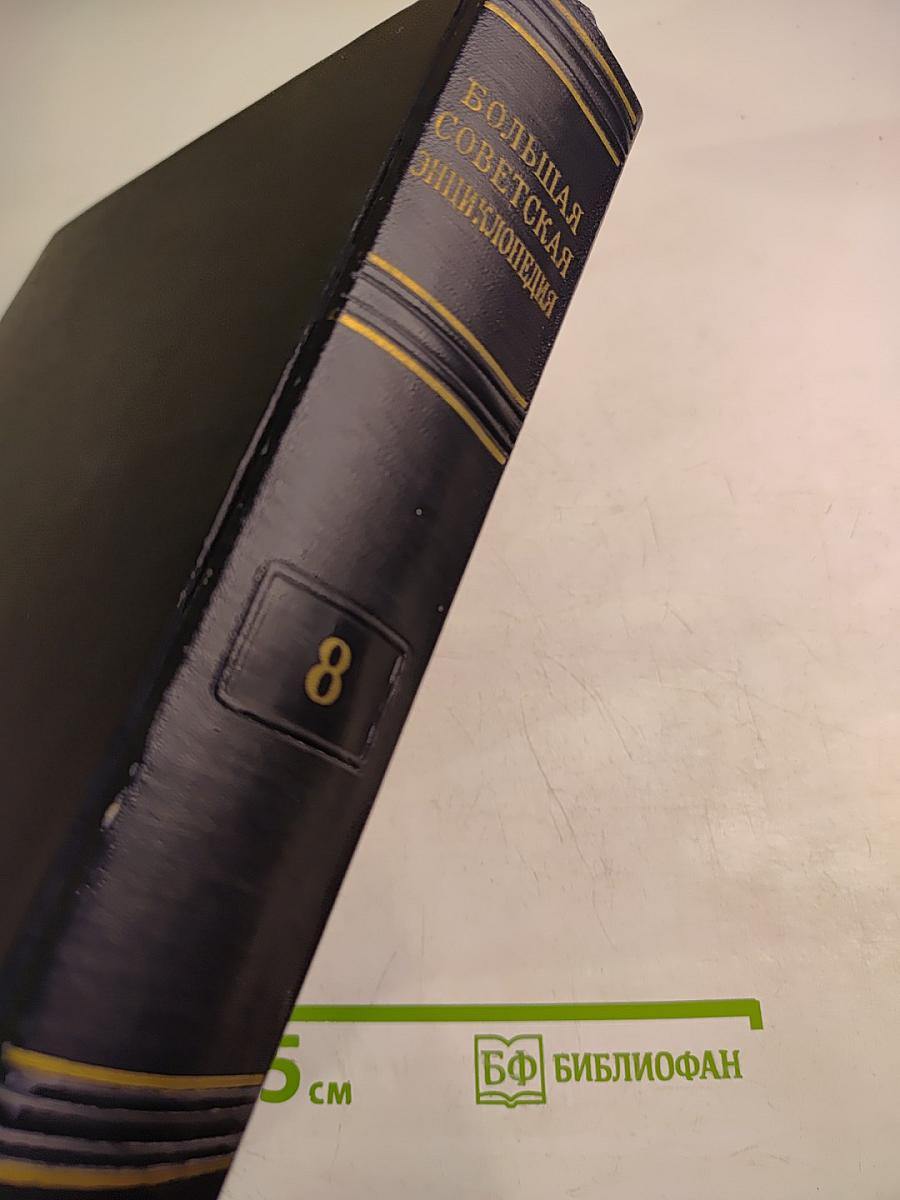 БОЛЬШАЯ
СОВЕТСКАЯ
ЭНЦИКЛОПЕДИЯ
8
5 см
БФ БИБЛИОФАН